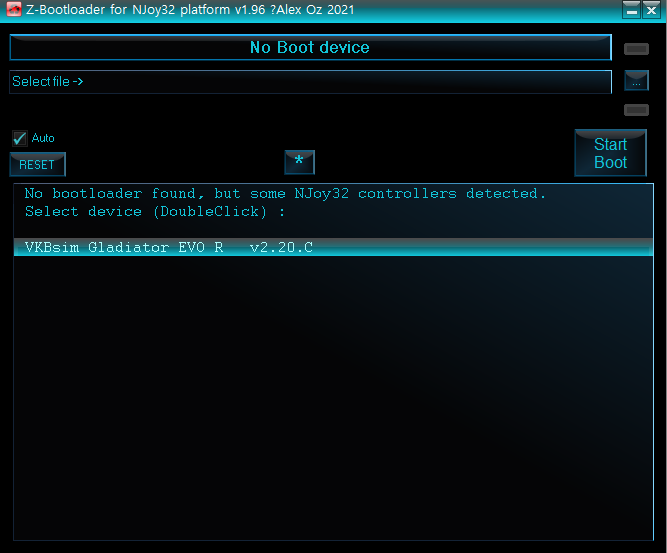 Z-Bootloader for NJoy32 platform v1.96 ?Alex Oz 2021
No Boot device
Select file ->
...
Auto
RESET
*
Start
Boot
No bootloader found, but some NJoy32 controllers detected.
Select device (DoubleClick) :
VKBsim Gladiator EVO R v2.20.C